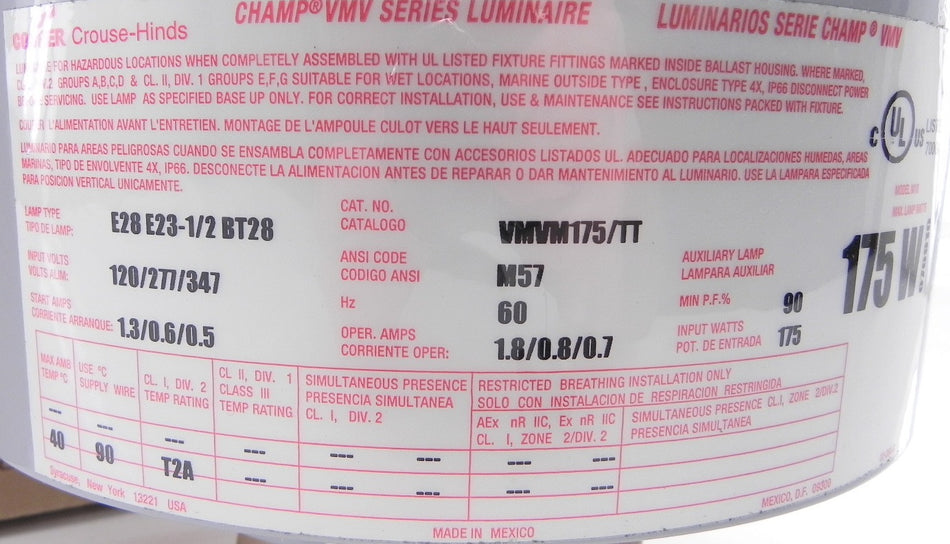 CHAMP® VMV SERIES LUMINAIRE
LUMINARIOS SERIE CHAMP® VMV
COOPER Crouse-Hinds
FOR HAZARDOUS LOCATIONS WHEN COMPLETELY ASSEMBLED WITH UL LISTED FIXTURE FITTINGS MARKED INSIDE BALLAST HOUSING. WHERE MARKED,
GROUPS A,B,C,D & CL. II, DIV. 1 GROUPS E,F,G SUITABLE FOR WET LOCATIONS, MARINE OUTSIDE TYPE, ENCLOSURE TYPE 4X, IP66 DISCONNECT POWER
SERVICING. USE LAMP AS SPECIFIED BASE UP ONLY. FOR CORRECT INSTALLATION, USE & MAINTENANCE SEE INSTRUCTIONS PACKED WITH FIXTURE.
L'ALIMENTATION AVANT L'ENTRETIEN. MONTAGE DE L'AMPOULE CULOT VERS LE HAUT SEULEMENT.
LUMINARIO PARA AREAS PELIGROSAS CUANDO SE ENSAMBLA COMPLETAMENTE CON ACCESORIOS LISTADOS UL. ADECUADO PARA LOCALIZACIONES HUMEDAS, AREAS
MARINAS, TIPO DE ENVOLVENTE 4X, IP66. DESCONECTE LA ALIMENTACION ANTES DE REPARAR O DAR MANTENIMIENTO AL LUMINARIO. USE LA LAMPARA ESPECIFICADA
PARA POSICION VERTICAL UNICAMENTE.
C UL US
LAMP TYPE
TIPO DE LAMP:
E28 E23-1/2 BT28
CAT. NO.
CATALOGO
VMVM175/TT
INPUT VOLTS
VOLTS ALIM:
120/277/347
ANSI CODE
CODIGO ANSI
M57
AUXILIARY LAMP
LAMPARA AUXILIAR
175 W
Hz
60
MIN P.F.%
90
START AMPS
CORRIENTE ARRANQUE:
1.3/0.6/0.5
OPER. AMPS
CORRIENTE OPER:
1.8/0.8/0.7
INPUT WATTS
POT. DE ENTRADA
175
MAX AMB
TEMP °C
USE °C
SUPPLY WIRE
CL. I, DIV. 2
TEMP RATING
CL II, DIV. 1
CLASS III
TEMP RATING
SIMULTANEOUS PRESENCE
PRESENCIA SIMULTANEA
CL. I, DIV. 2
RESTRICTED BREATHING INSTALLATION ONLY
SOLO CON INSTALACION DE RESPIRACION RESTRINGIDA
AEx nR IIC, Ex nR IIC
CL. I, ZONE 2/DIV. 2
SIMULTANEOUS PRESENCE CL.I, ZONE 2/DIV.2
PRESENCIA SIMULTANEA
--- --- --- --- --- --- --- ---
40 90 T2A --- --- --- --- ---
Syracuse, New York 13221 USA
MADE IN MEXICO
MEXICO, D.F. 09300